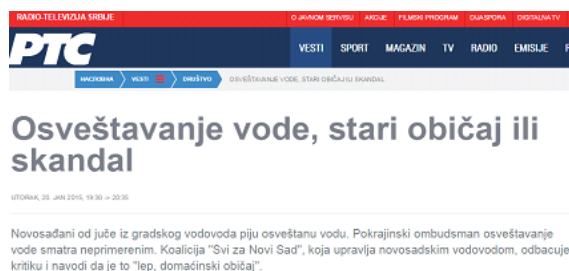 RADIO-TELEVIZIJA SRBIJE
O JAVNOM SERVISU AKCIJE FILMSKI PROGRAM DIJASPORA DIGITALNA TV
РТС
VESTI SPORT MAGAZIN TV RADIO EMISIJE
НАСЛОВНА VESTI DRUŠTVO OSVEŠTAVANJE VODE, STARI OBIČAJ ILI SKANDAL
Osveštavanje vode, stari običaj ili
skandal
UTORAK, 20. JAN 2015, 19:30 -> 20:35
Novosađani od juče iz gradskog vodovoda piju osveštanu vodu. Pokrajinski ombudsman osveštavanje
vode smatra neprimerenim. Koalicija "Svi za Novi Sad", koja upravlja novosadskim vodovodom, odbacuje
kritiku i navodi da je to "lep, domaćinski običaj".